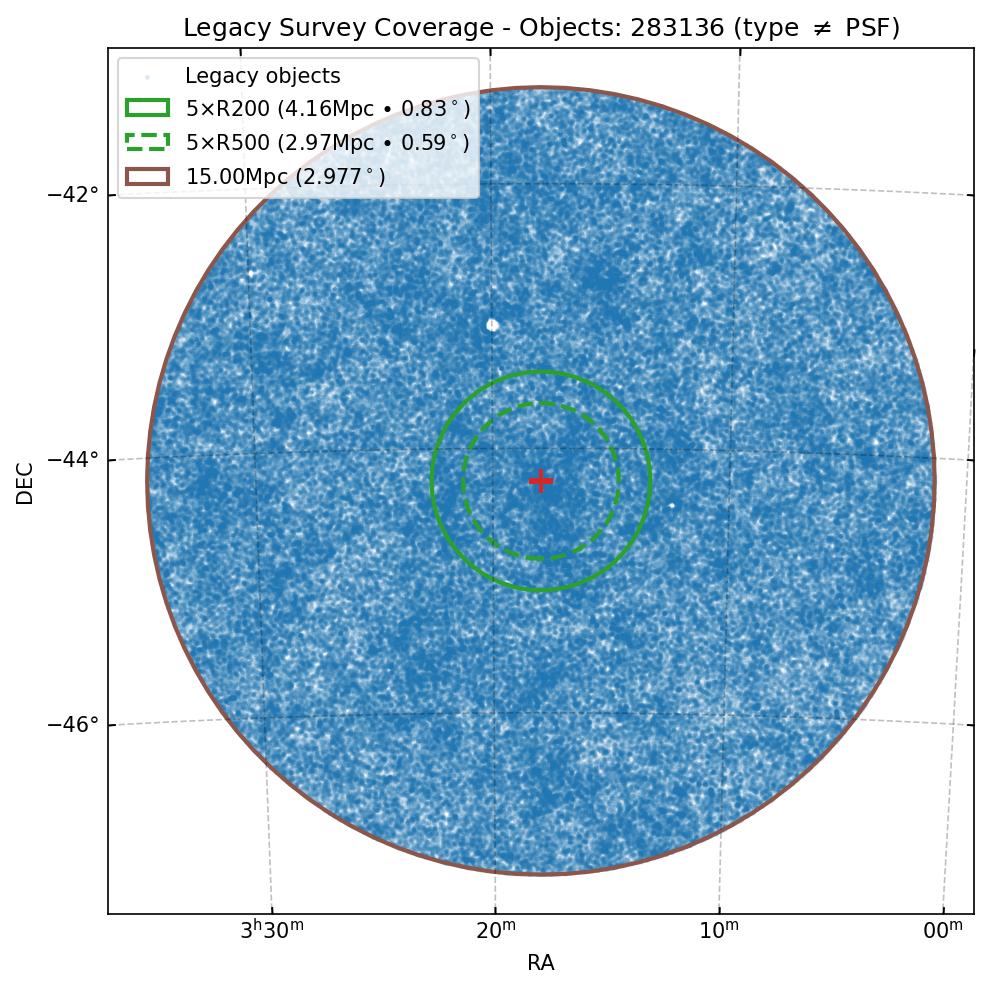 Legacy Survey Coverage - Objects: 283136 (type ≠ PSF)
Legacy objects
5×R200 (4.16Mpc • 0.83°)
5×R500 (2.97Mpc • 0.59°)
15.00Mpc (2.977°)
−42°
−44°
−46°
DEC
3ʰ30ᵐ 20ᵐ 10ᵐ 00ᵐ
RA